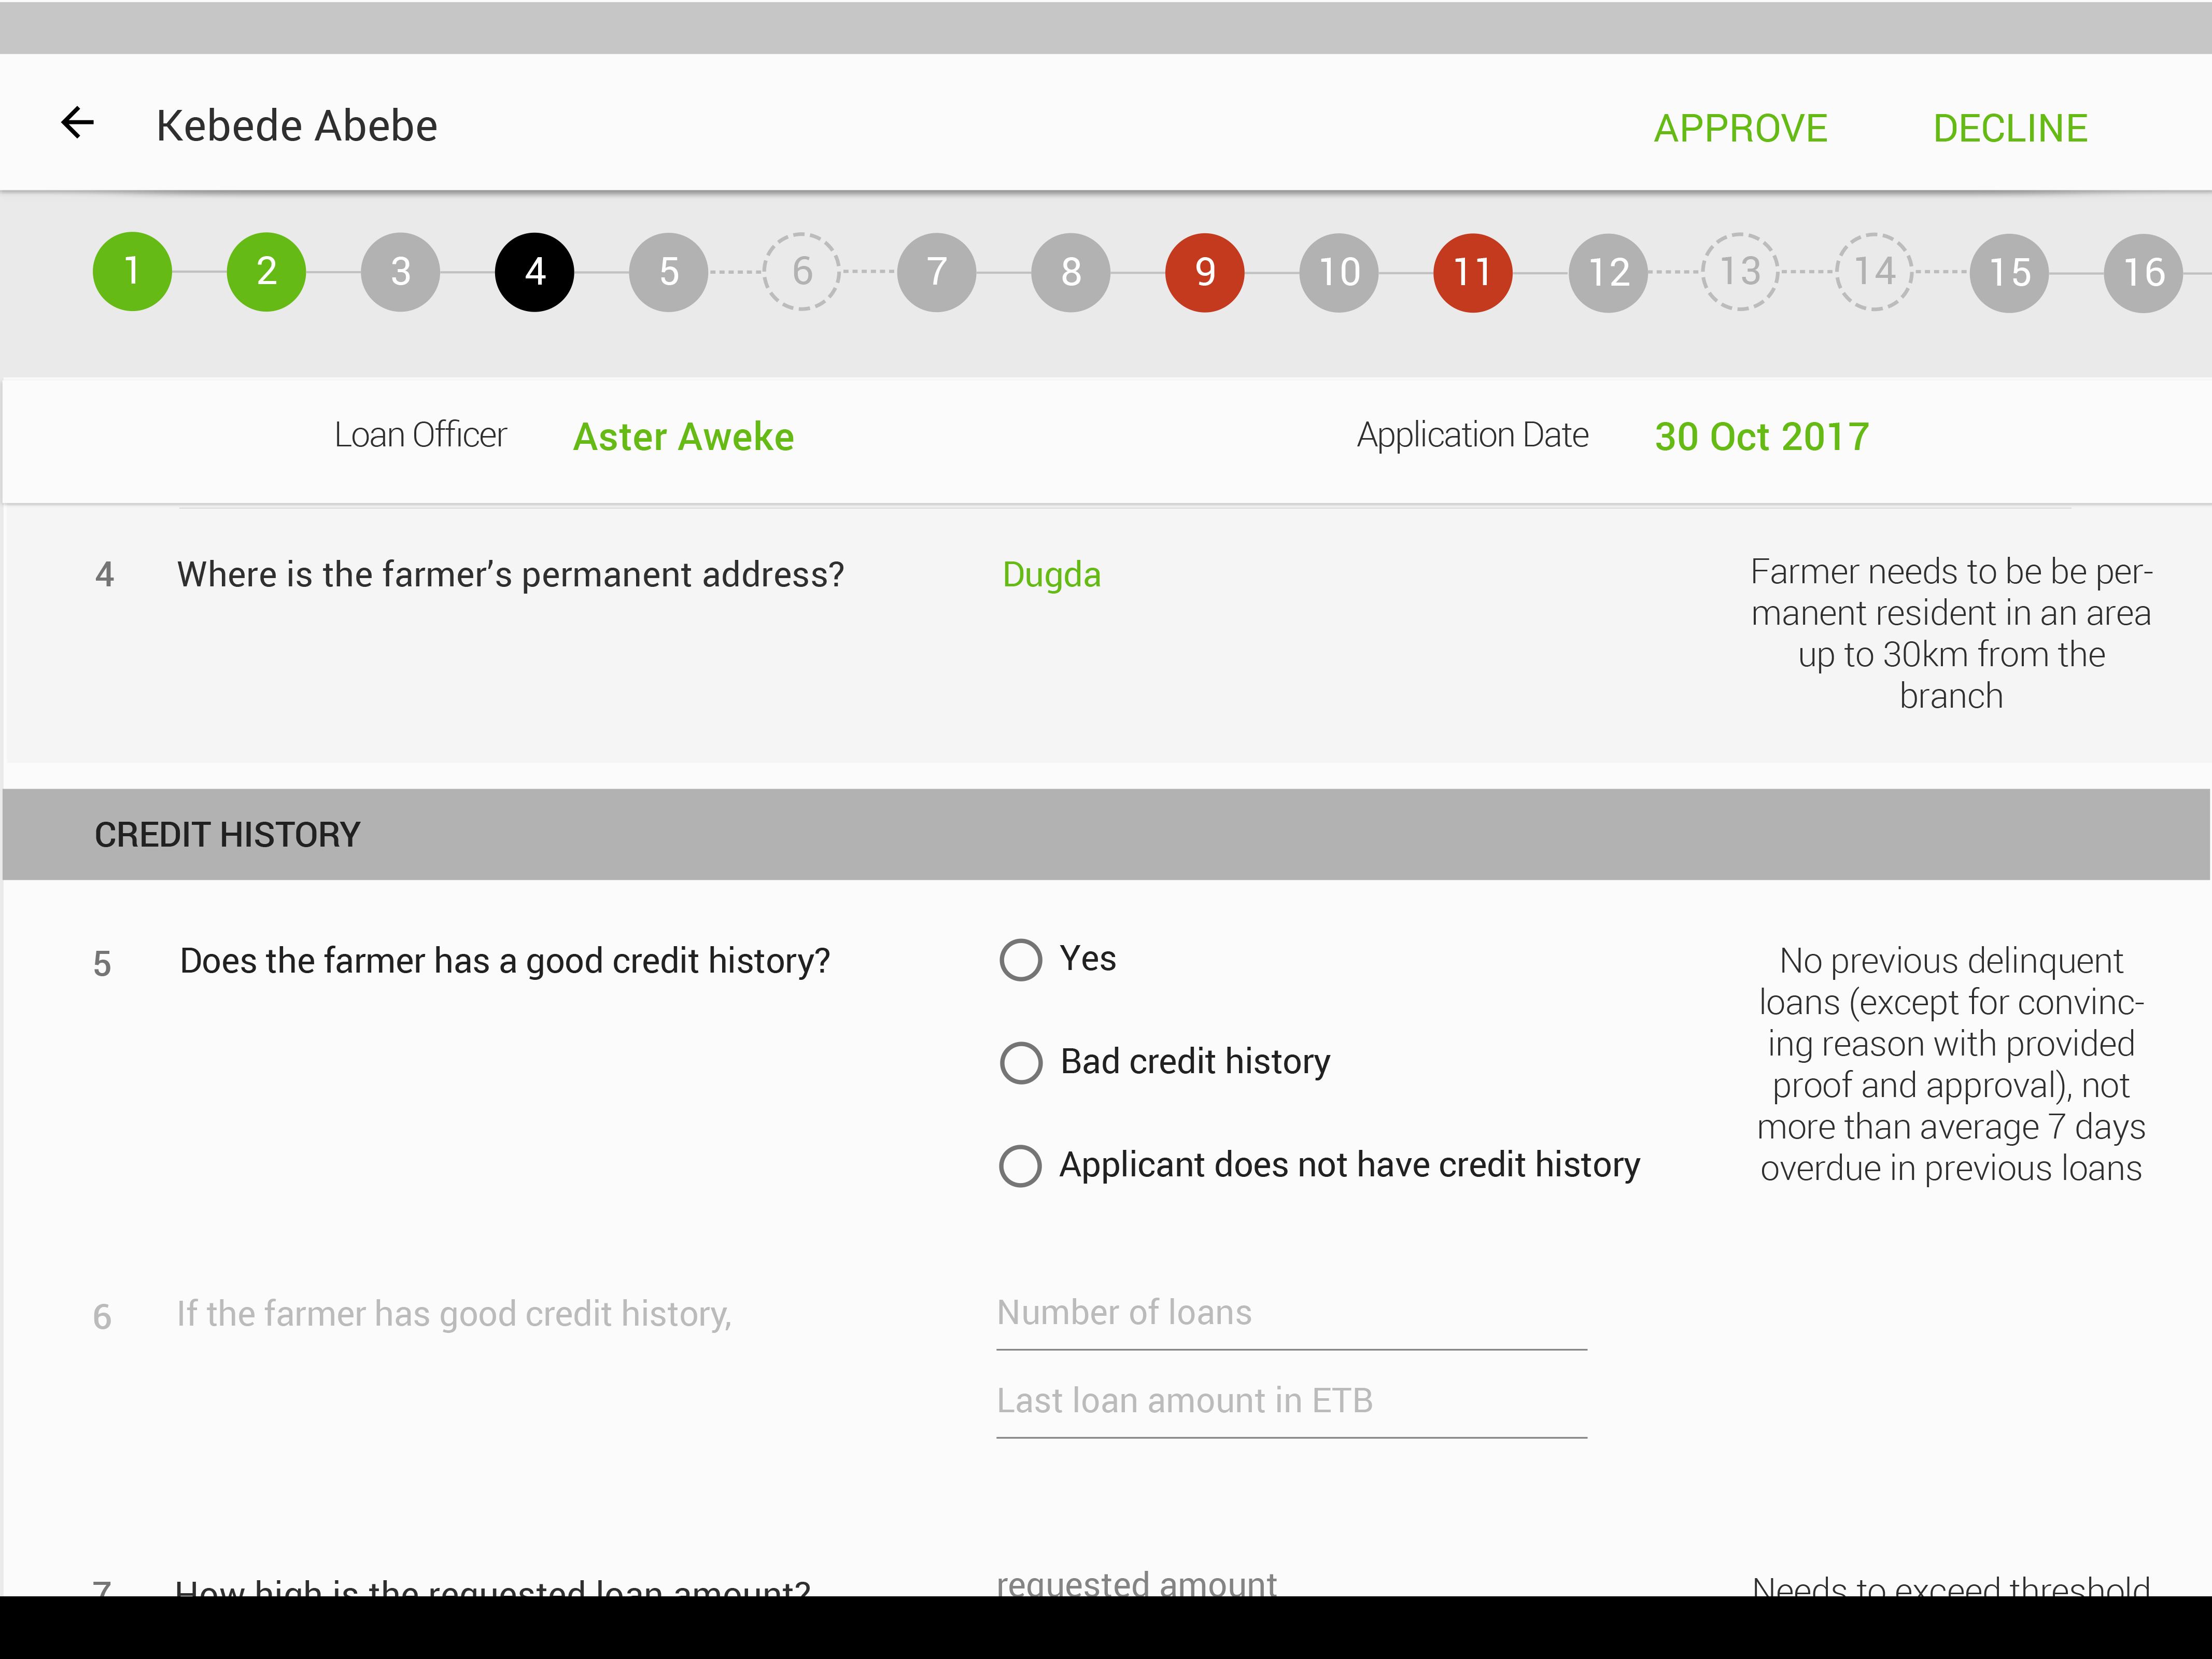 Kebede Abebe
APPROVE
DECLINE
1 2 3 4 5 6 7 8 9 10 11 12 13 14 15 16
Loan Officer Aster Aweke
Application Date 30 Oct 2017
4 Where is the farmer’s permanent address?
Dugda
Farmer needs to be be per-
manent resident in an area
up to 30km from the
branch
CREDIT HISTORY
5 Does the farmer has a good credit history?
Yes
Bad credit history
Applicant does not have credit history
No previous delinquent
loans (except for convinc-
ing reason with provided
proof and approval), not
more than average 7 days
overdue in previous loans
6 If the farmer has good credit history,
Number of loans
Last loan amount in ETB
7 How high is the requested loan amount?
requested amount
Needs to exceed threshold